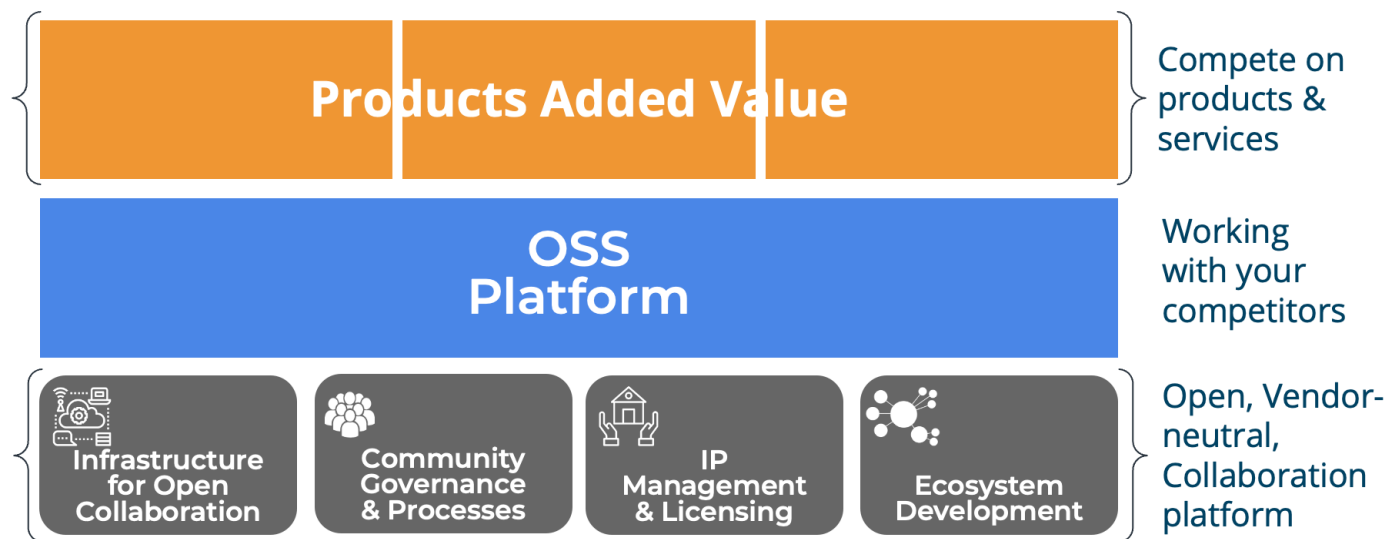 Products Added Value
Compete on
products &
services
OSS
Platform
Working
with your
competitors
Infrastructure
for Open
Collaboration
Community
Governance
& Processes
IP
Management
& Licensing
Ecosystem
Development
Open, Vendor-
neutral,
Collaboration
platform